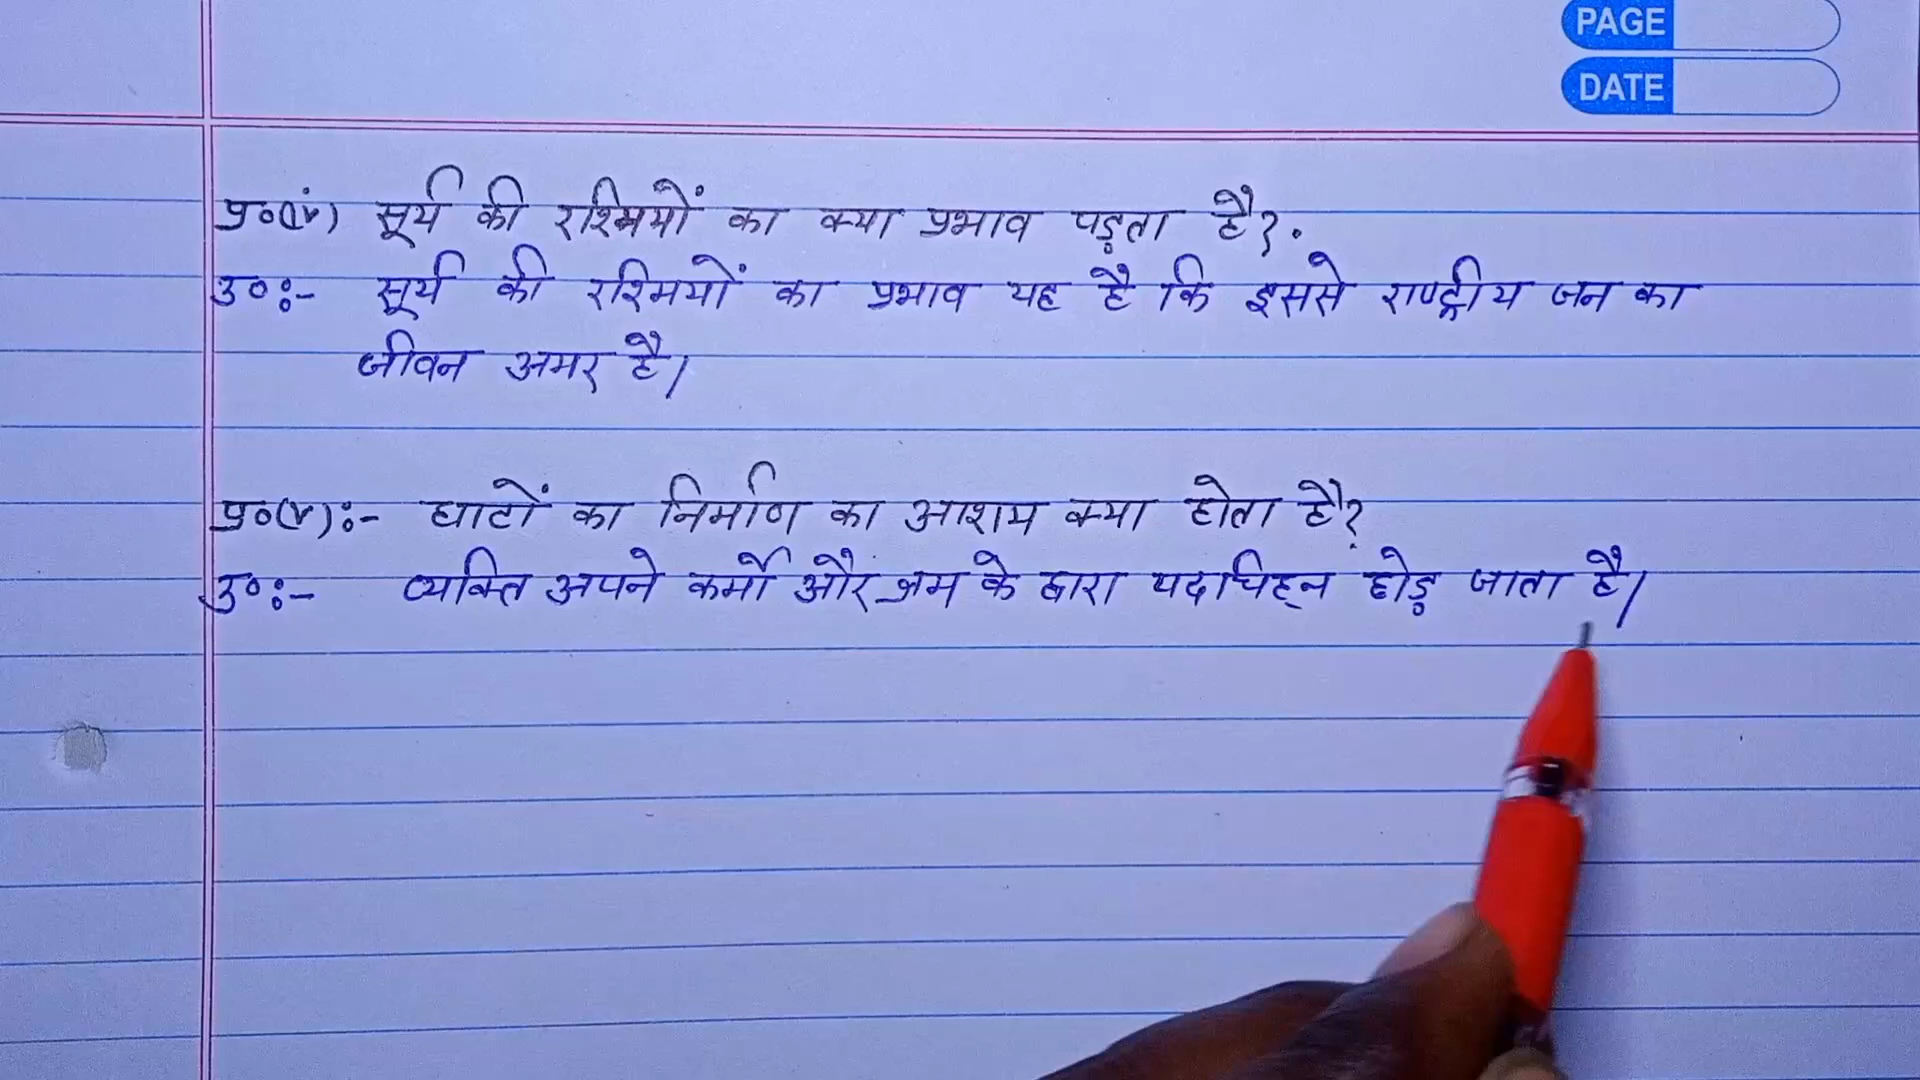 PAGE
DATE
प्र०(iv) सूर्य की रश्मियों का क्या प्रभाव पड़ता है?.
उ०:- सूर्य की रश्मियों का प्रभाव यह है कि इससे राष्ट्रीय जन का
जीवन अमर है।
प्र०(v):- घाटों का निर्माण का आशय क्या होता है?
उ०:- व्यक्ति अपने कर्मो और श्रम के द्वारा पदचिह्न छोड़ जाता है।